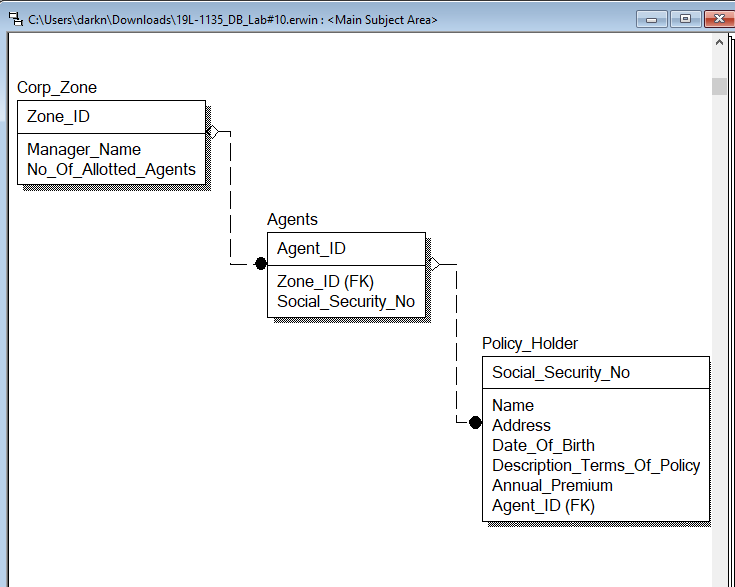 C:\Users\darkn\Downloads\19L-1135_DB_Lab#10.erwin : <Main Subject Area>
Corp_Zone
Zone_ID
Manager_Name
No_Of_Allotted_Agents
Agents
Agent_ID
Zone_ID (FK)
Social_Security_No
Policy_Holder
Social_Security_No
Name
Address
Date_Of_Birth
Description_Terms_Of_Policy
Annual_Premium
Agent_ID (FK)